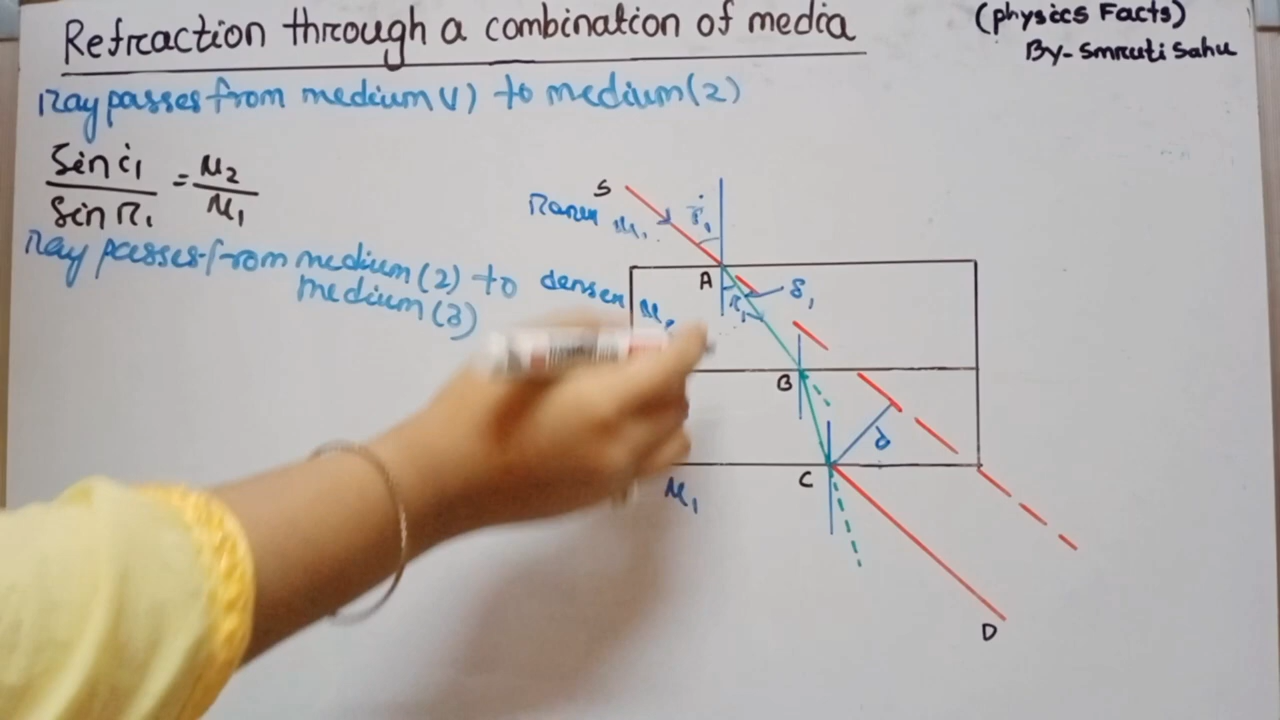 Refraction through a combination of media
(physics Facts)
By-Smruti Sahu
Ray passes from medium(1) to medium(2)
Sin i1
Sin r1
= μ2
μ1
Ray passes from medium(2) to
medium(3)
S
Rarer μ1
i1
A
r1
δ1
denser μ2
B
d
C
μ1
D